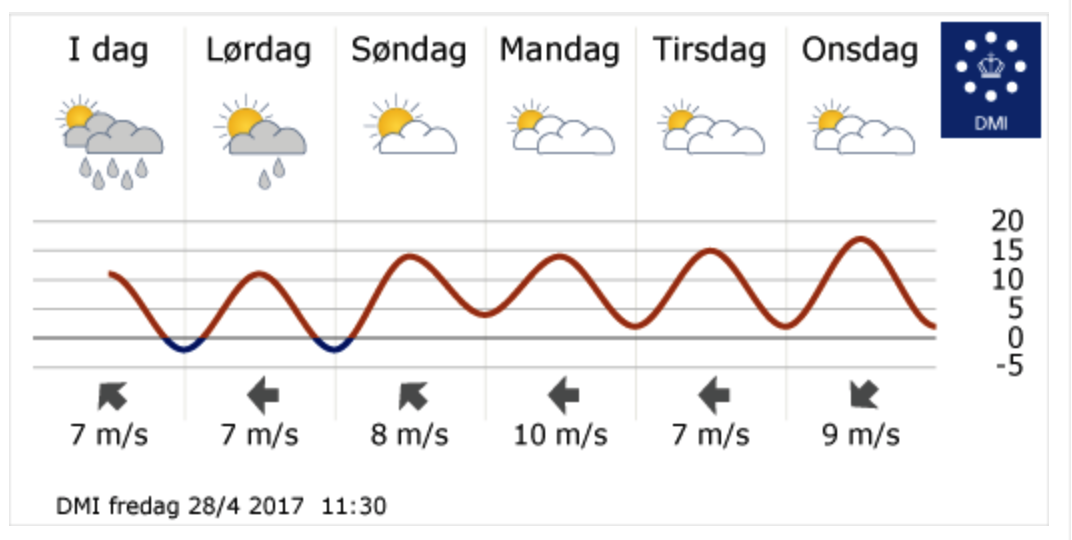 I dag Lørdag Søndag Mandag Tirsdag Onsdag
DMI
20
15
10
5
0
-5
7 m/s 7 m/s 8 m/s 10 m/s 7 m/s 9 m/s
DMI fredag 28/4 2017 11:30